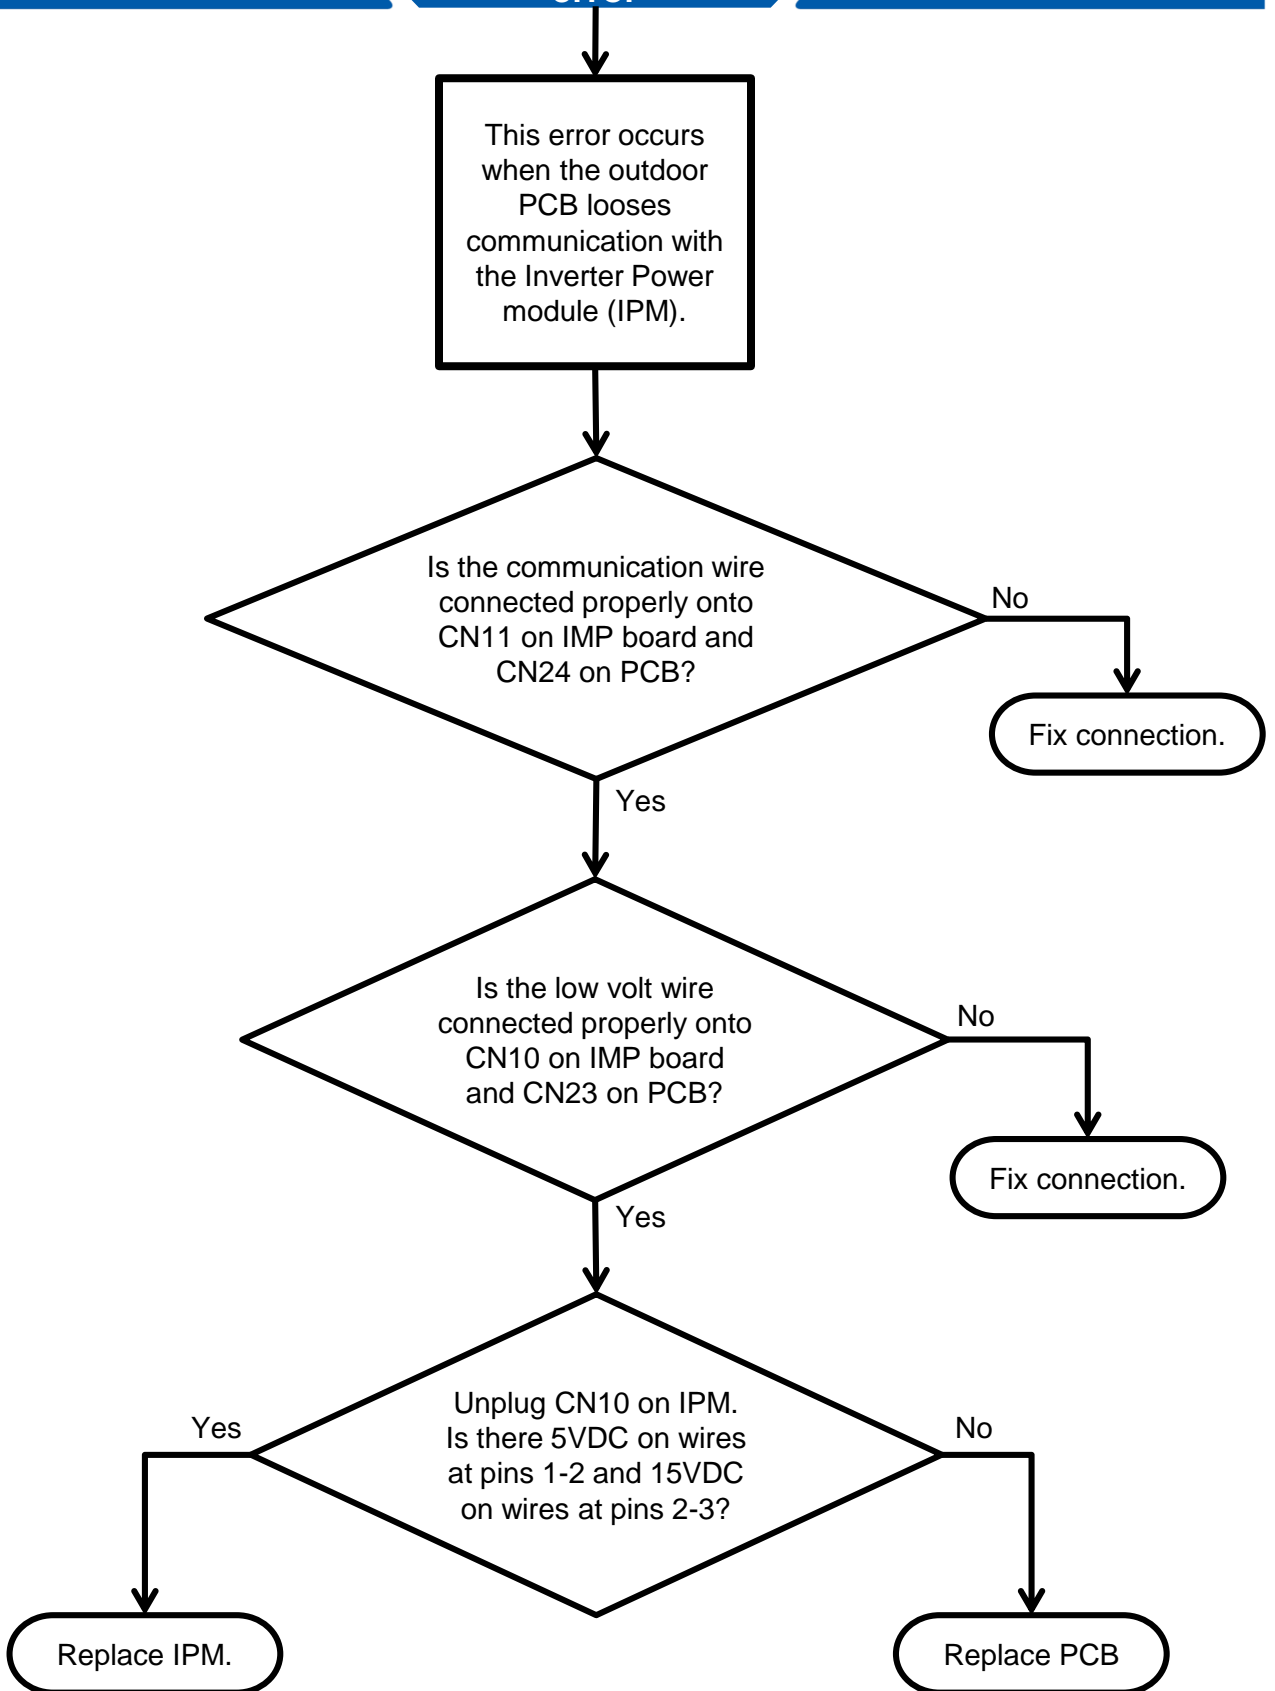 This error occurs
when the outdoor
PCB looses
communication with
the Inverter Power
module (IPM).
Is the communication wire
connected properly onto
CN11 on IMP board and
CN24 on PCB?
No
Fix connection.
Yes
Is the low volt wire
connected properly onto
CN10 on IMP board
and CN23 on PCB?
No
Fix connection.
Yes
Unplug CN10 on IPM.
Is there 5VDC on wires
at pins 1-2 and 15VDC
on wires at pins 2-3?
Yes
No
Replace IPM.
Replace PCB